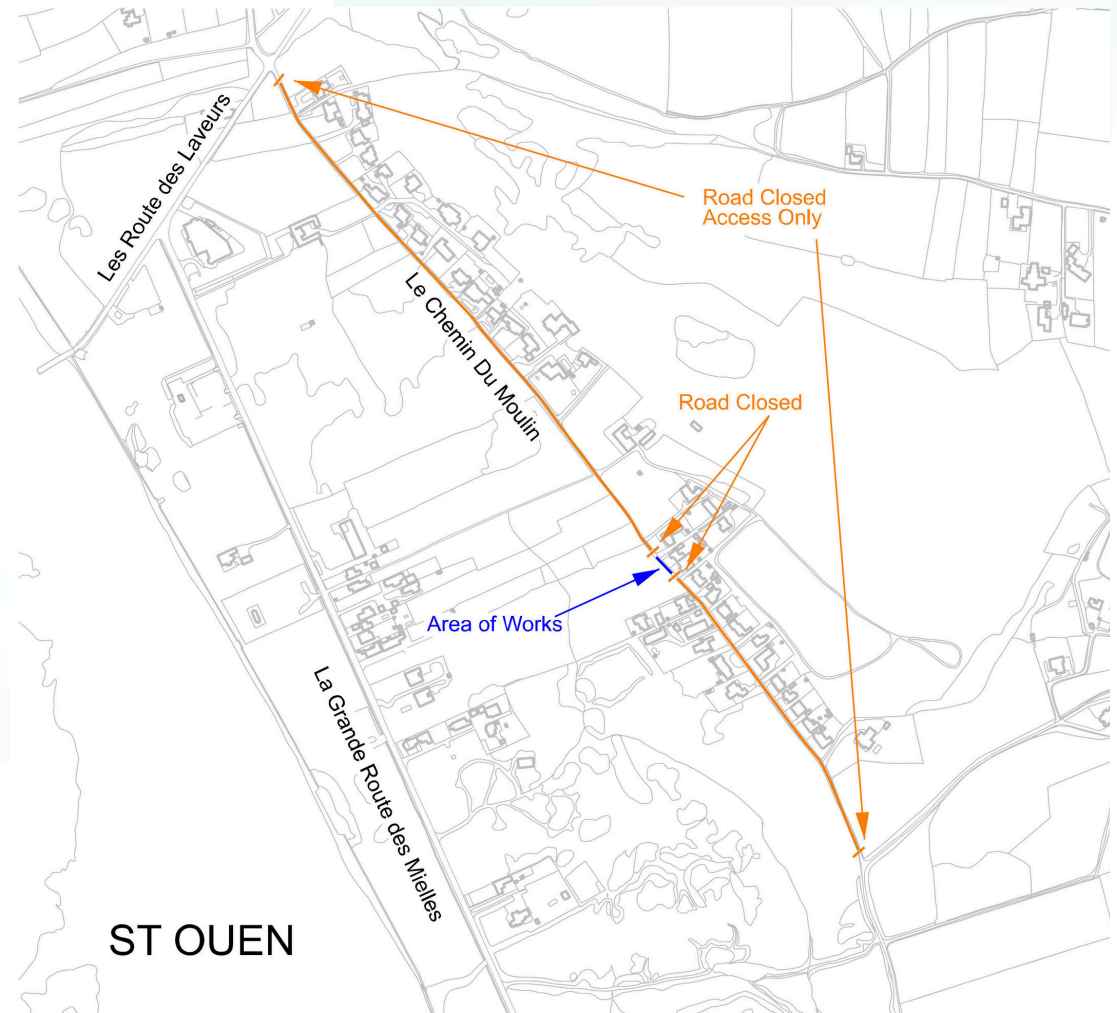 Les Route des Laveurs
Road Closed
Access Only
Le Chemin Du Moulin
Road Closed
Area of Works
La Grande Route des Mielles
ST OUEN